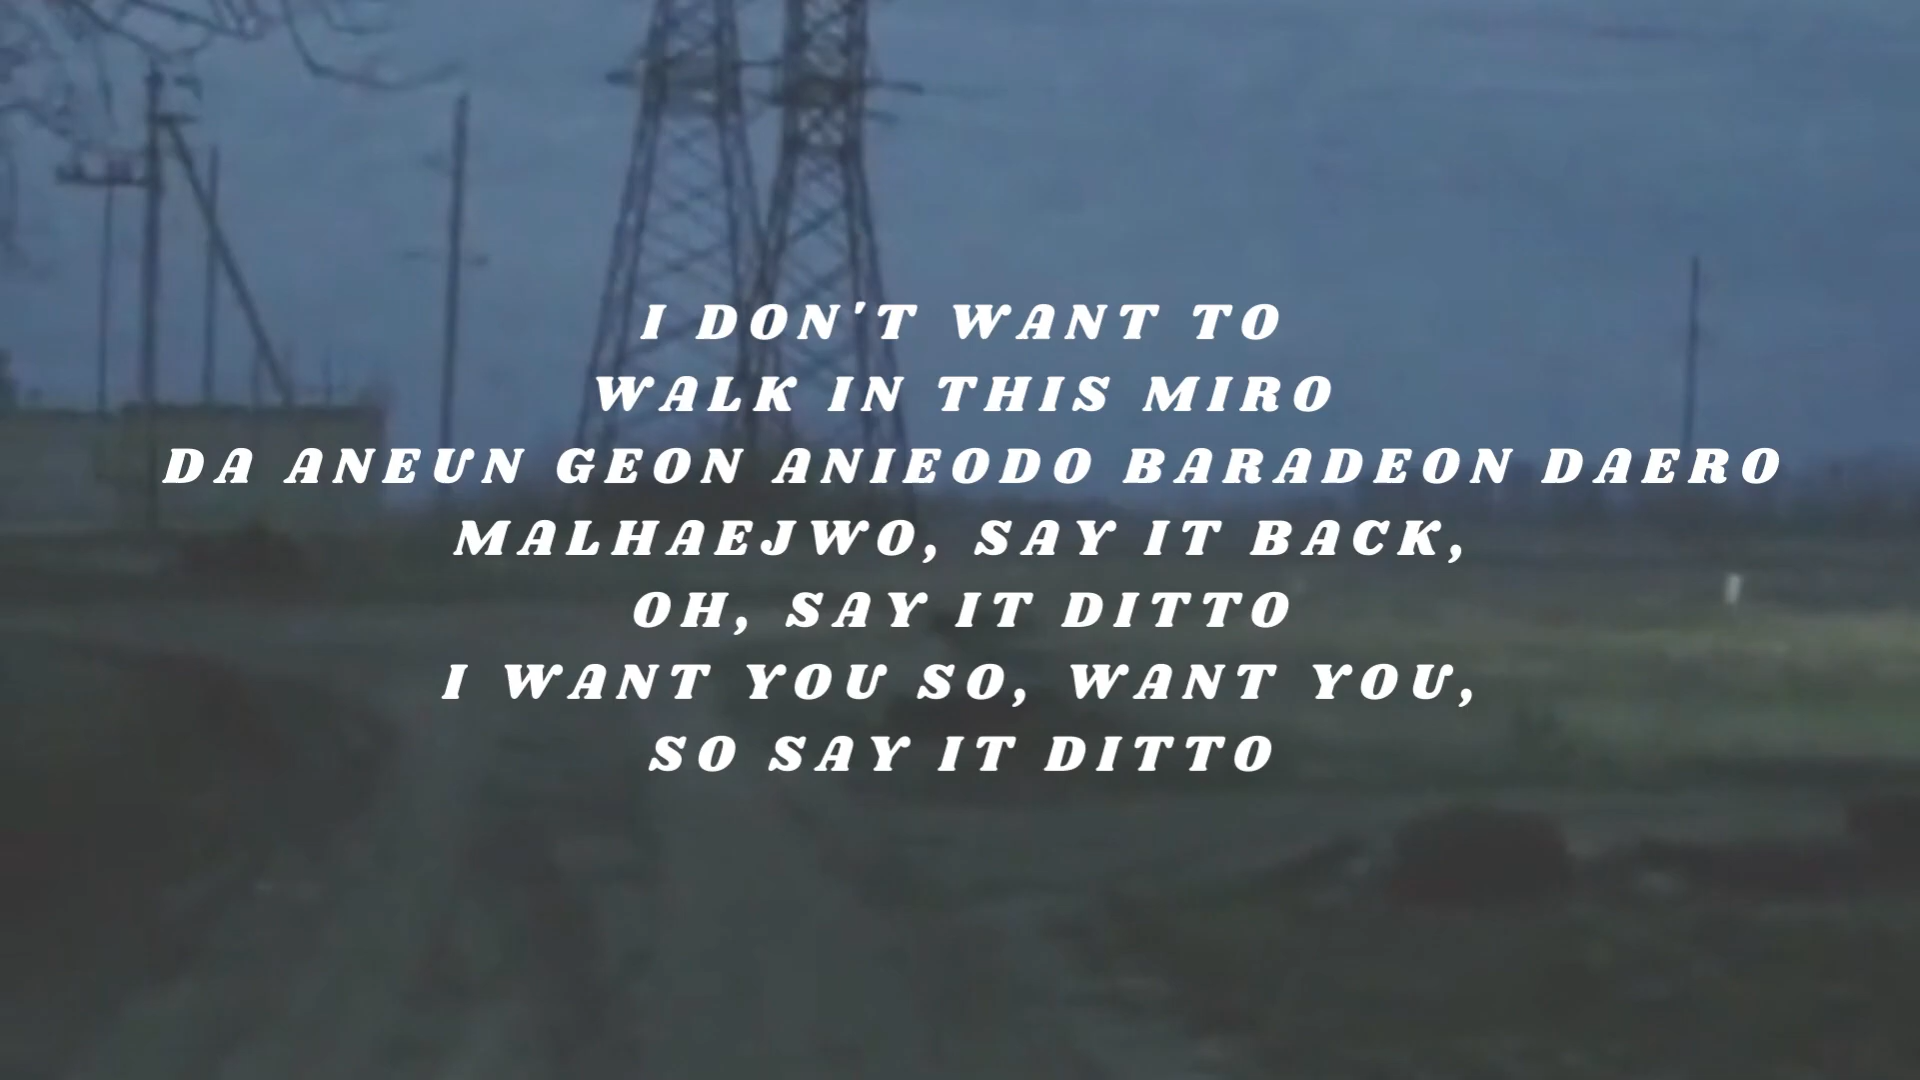 I DON'T WANT TO
WALK IN THIS MIRO
DA ANEUN GEON ANIEODO BARADEON DAERO
MALHAEJWO, SAY IT BACK,
OH, SAY IT DITTO
I WANT YOU SO, WANT YOU,
SO SAY IT DITTO